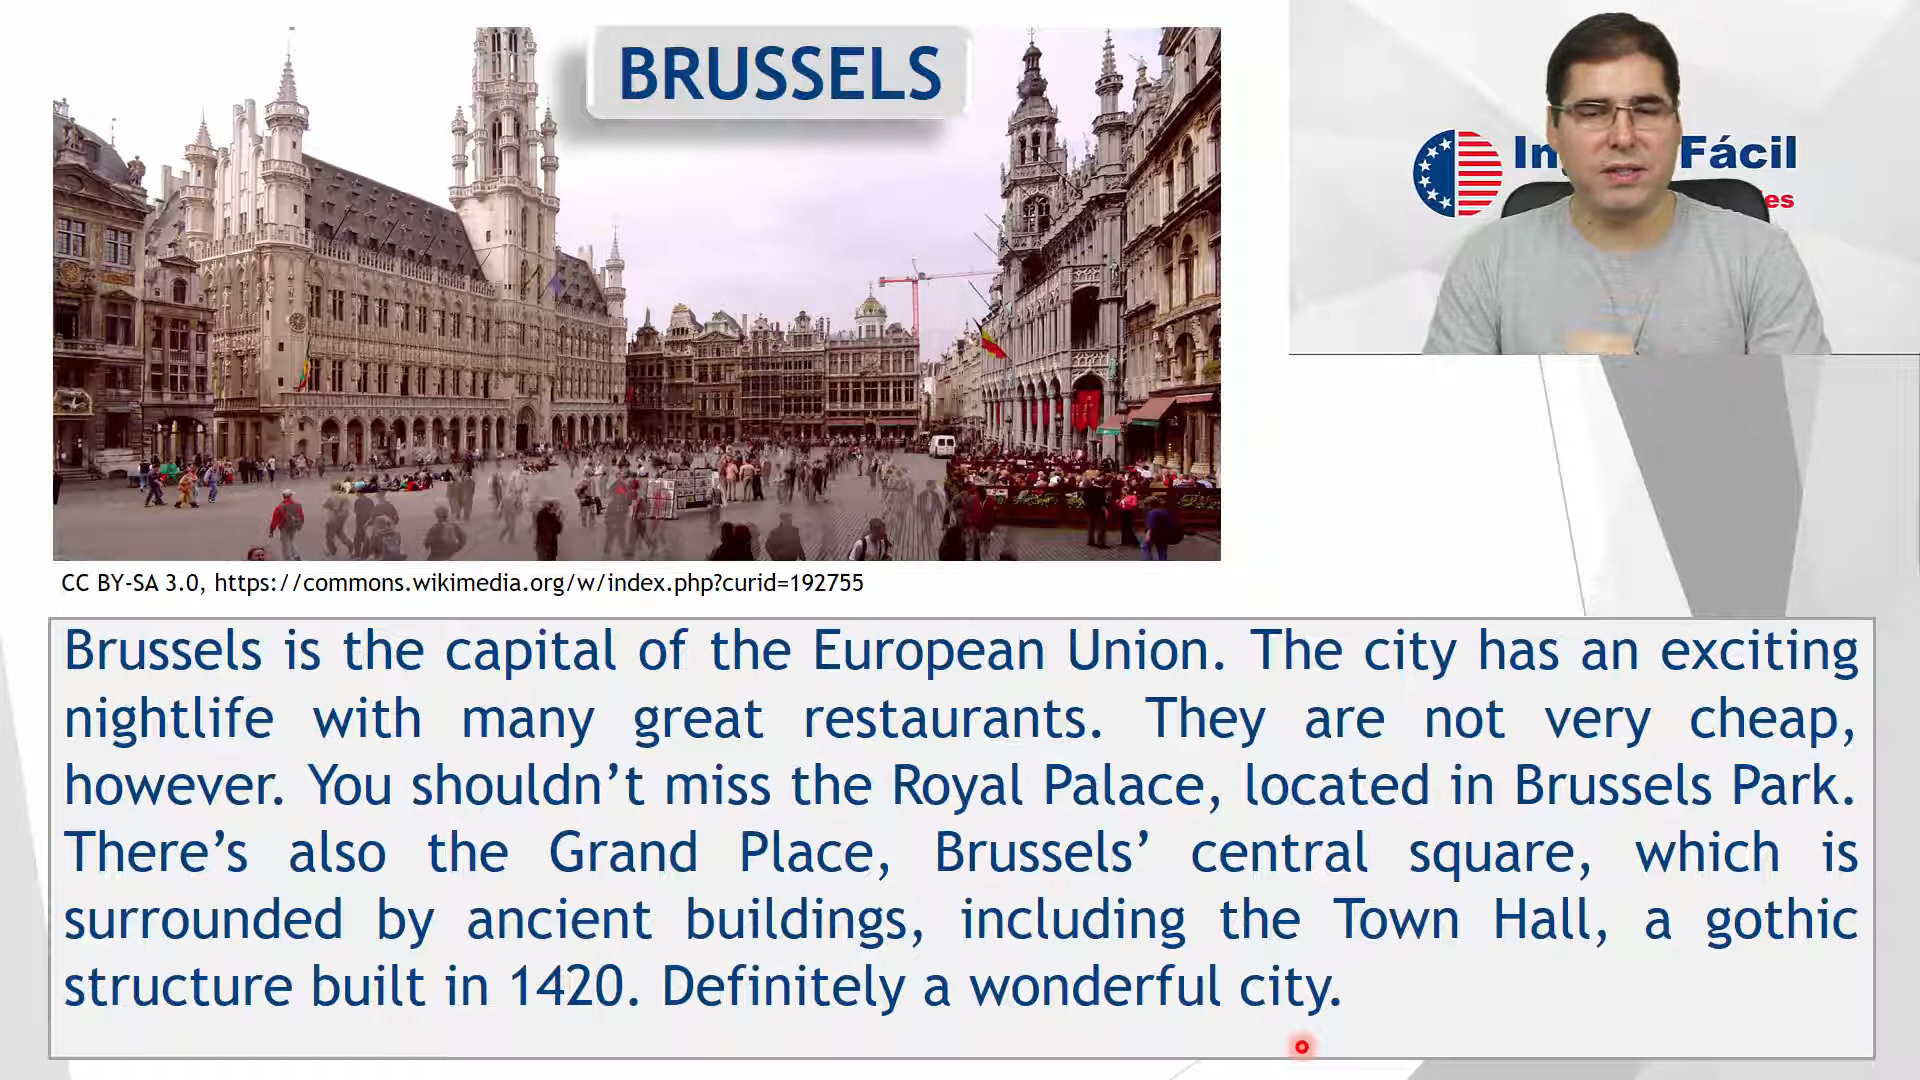 BRUSSELS
Fácil
es
CC BY-SA 3.0, https://commons.wikimedia.org/w/index.php?curid=192755
Brussels is the capital of the European Union. The city has an exciting
nightlife with many great restaurants. They are not very cheap,
however. You shouldn’t miss the Royal Palace, located in Brussels Park.
There’s also the Grand Place, Brussels’ central square, which is
surrounded by ancient buildings, including the Town Hall, a gothic
structure built in 1420. Definitely a wonderful city.